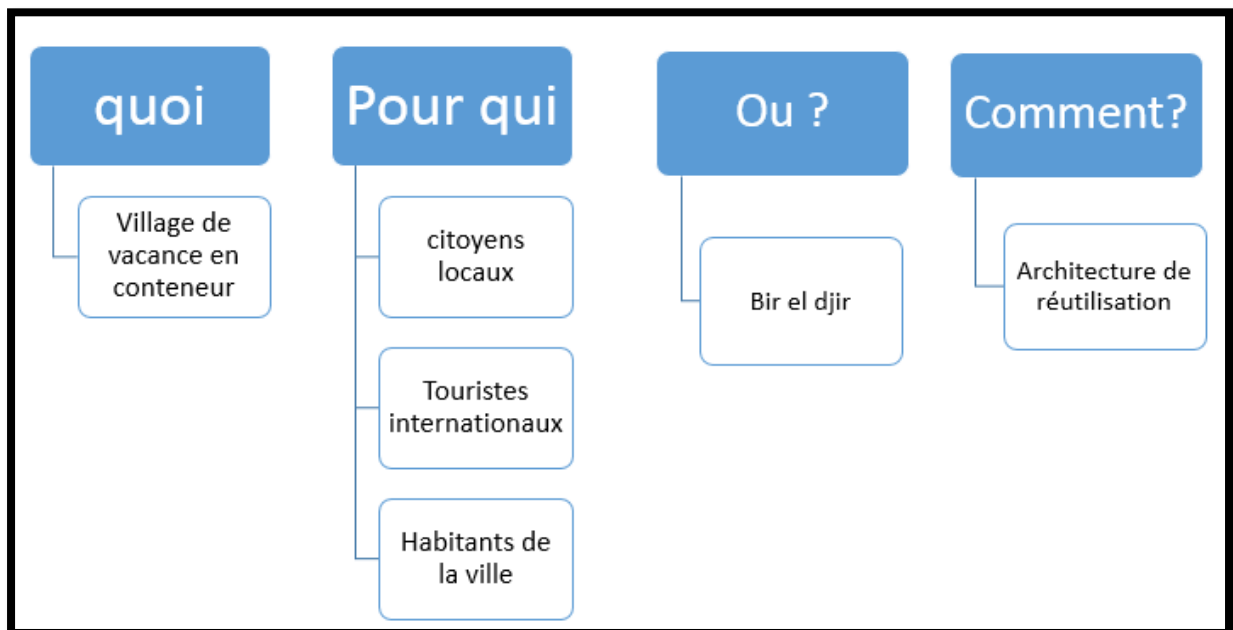 quoi
Village de
vacance en
conteneur
Pour qui
citoyens
locaux
Touristes
internationaux
Habitants de
la ville
Ou ?
Bir el djir
Comment?
Architecture de
réutilisation